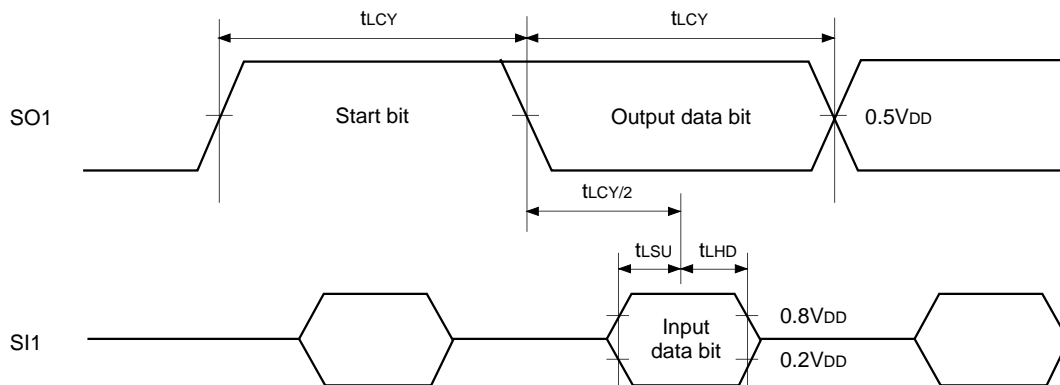 tLCY tLCY
SO1 Start bit Output data bit 0.5VDD
tLCY/2
tLSU tLHD
0.8VDD
SI1 Input
data bit 0.2VDD